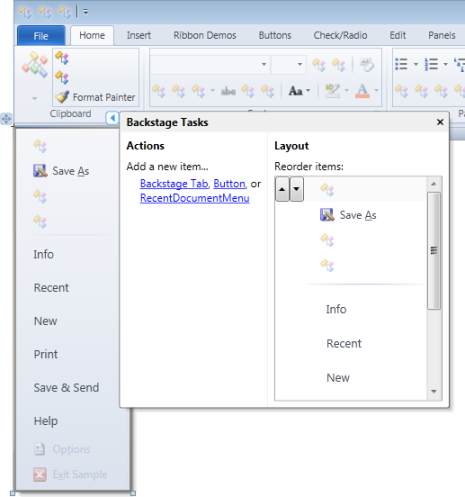 File Home Insert Ribbon Demos Buttons Check/Radio Edit Panels
Format Painter
abc Aa A
Clipboard
Backstage Tasks
Actions
Add a new item...
Backstage Tab, Button, or
RecentDocumentMenu
Layout
Reorder items:
Save As
Info
Recent
New
Save As
Info
Recent
New
Print
Save & Send
Help
Options
Exit Sample